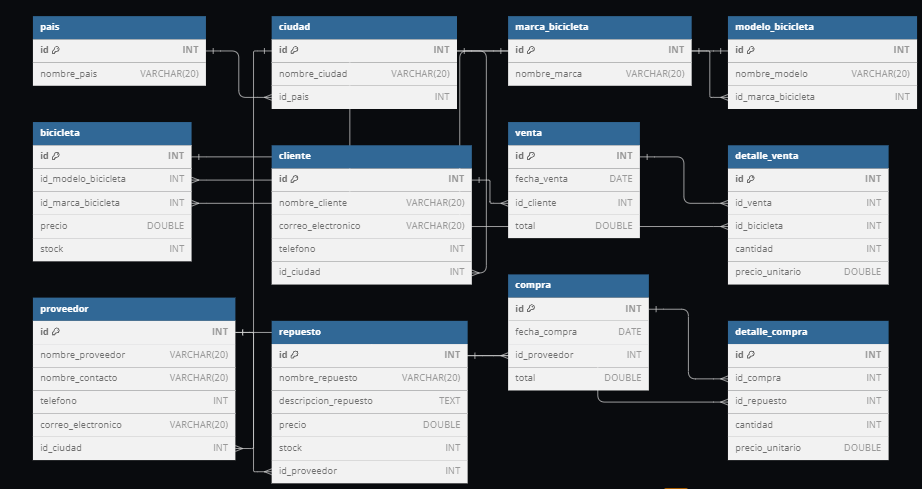 pais
id INT
nombre_pais VARCHAR(20)
ciudad
id INT
nombre_ciudad VARCHAR(20)
id_pais INT
marca_bicicleta
id INT
nombre_marca VARCHAR(20)
modelo_bicicleta
id INT
nombre_modelo VARCHAR(20)
id_marca_bicicleta INT
bicicleta
id INT
id_modelo_bicicleta INT
id_marca_bicicleta INT
precio DOUBLE
stock INT
cliente
id INT
nombre_cliente VARCHAR(20)
correo_electronico VARCHAR(20)
telefono INT
id_ciudad INT
venta
id INT
fecha_venta DATE
id_cliente INT
total DOUBLE
detalle_venta
id INT
id_venta INT
id_bicicleta INT
cantidad INT
precio_unitario DOUBLE
proveedor
id INT
nombre_proveedor VARCHAR(20)
nombre_contacto VARCHAR(20)
telefono INT
correo_electronico VARCHAR(20)
id_ciudad INT
repuesto
id INT
nombre_repuesto VARCHAR(20)
descripcion_repuesto TEXT
precio DOUBLE
stock INT
id_proveedor INT
compra
id INT
fecha_compra DATE
id_proveedor INT
total DOUBLE
detalle_compra
id INT
id_compra INT
id_repuesto INT
cantidad INT
precio_unitario DOUBLE